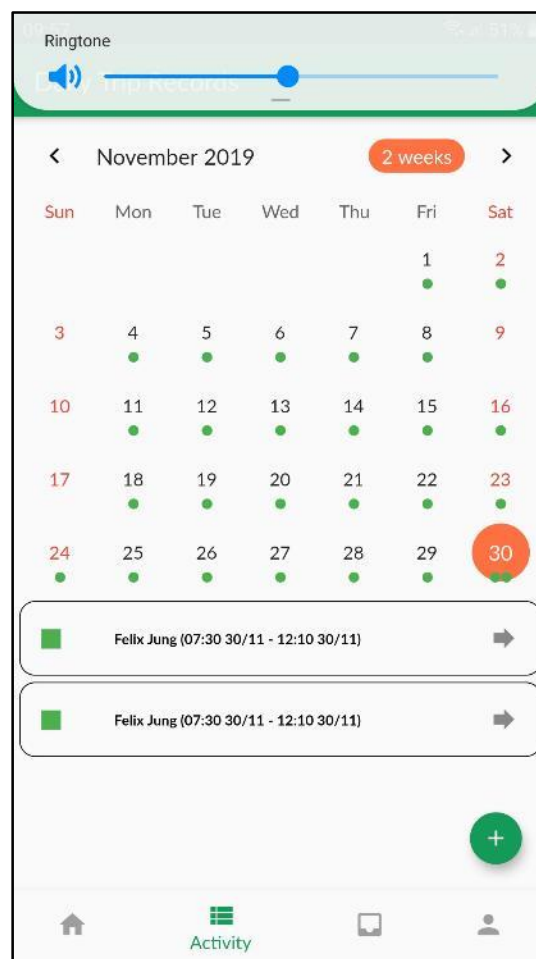 Ringtone
Daily Trip Records
November 2019
2 weeks
Sun Mon Tue Wed Thu Fri Sat
1 2
3 4 5 6 7 8 9
10 11 12 13 14 15 16
17 18 19 20 21 22 23
24 25 26 27 28 29 30
Felix Jung (07:30 30/11 - 12:10 30/11)
Felix Jung (07:30 30/11 - 12:10 30/11)
+
Activity